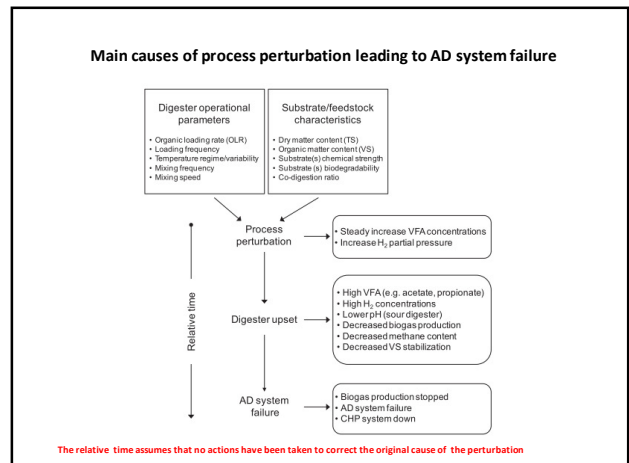 Main causes of process perturbation leading to AD system failure
Digester operational
parameters
• Organic loading rate (OLR)
• Loading frequency
• Temperature regime/variability
• Mixing frequency
• Mixing speed
Substrate/feedstock
characteristics
• Dry matter content (TS)
• Organic matter content (VS)
• Substrate(s) chemical strength
• Substrate (s) biodegradability
• Co-digestion ratio
Relative time
Process
perturbation
• Steady increase VFA concentrations
• Increase H2 partial pressure
Digester upset
• High VFA (e.g. acetate, propionate)
• High H2 concentrations
• Lower pH (sour digester)
• Decreased biogas production
• Decreased methane content
• Decreased VS stabilization
AD system
failure
• Biogas production stopped
• AD system failure
• CHP system down
The relative time assumes that no actions have been taken to correct the original cause of the perturbation